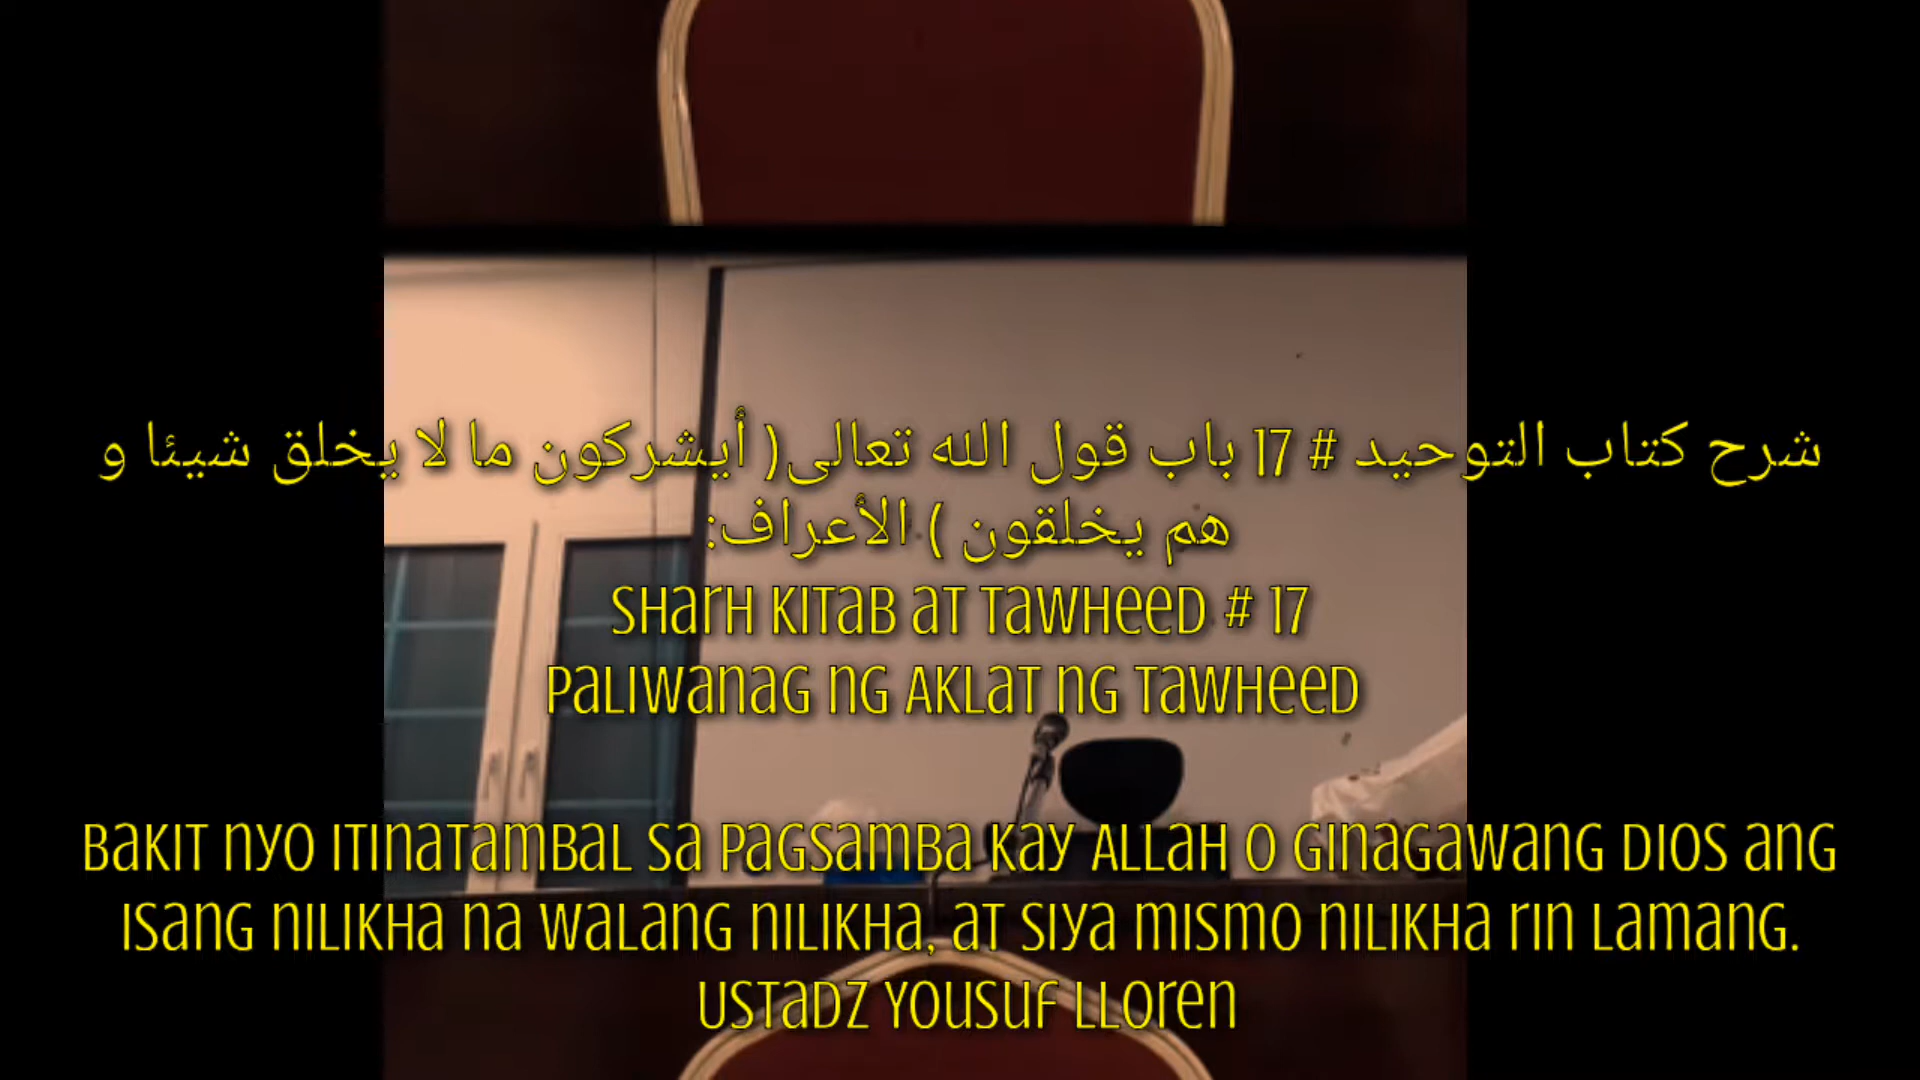 شرح كتاب التوحيد # 17 باب قول الله تعالى( أيشركون ما لا يخلق شيئا و
هم يخلقون ) الأعراف:
Sharh Kitab at Tawheed # 17
Paliwanag ng Aklat ng Tawheed
Bakit nyo itinatambal sa pagsamba kay Allah o ginagawang Dios ang
isang nilikha na walang nilikha, at siya mismo nilikha rin lamang.
Ustadz Yousuf Lloren